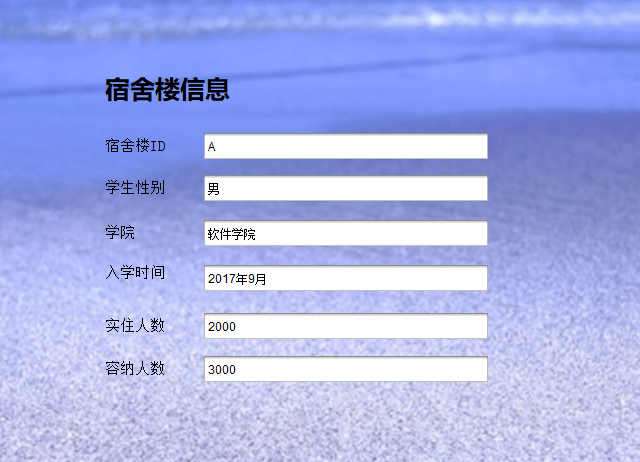 宿舍楼信息
宿舍楼ID A
学生性别 男
学院 软件学院
入学时间 2017年9月
实住人数 2000
容纳人数 3000